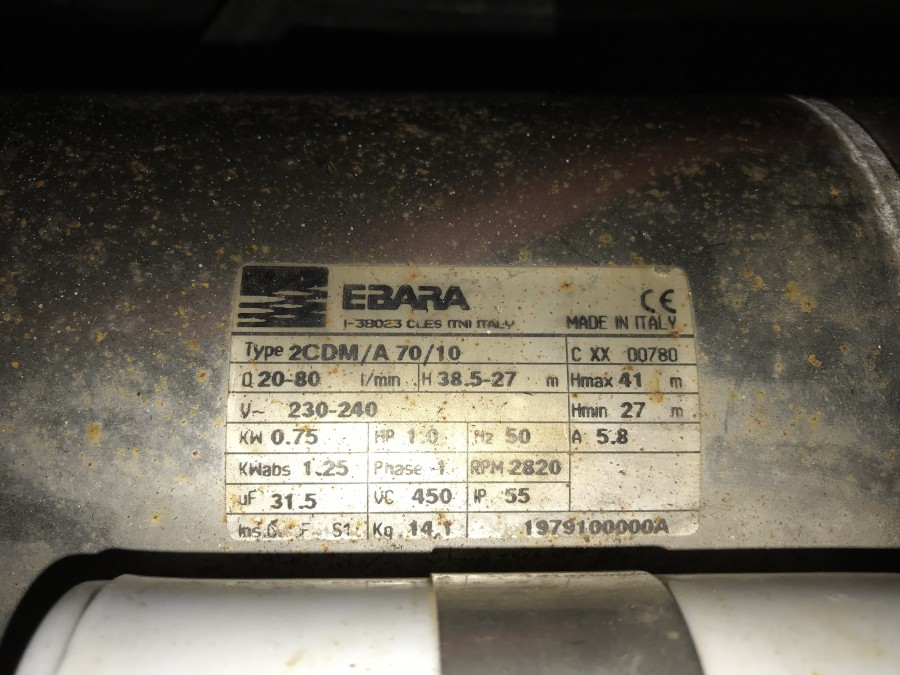 EBARA
CE
I-38023 CLES (TN) ITALY MADE IN ITALY
Type 2CDM/A 70/10 C XX 00780
Q 20-80 l/min H 38.5-27 m Hmax 41 m
V~ 230-240 Hmin 27 m
KW 0.75 HP 1.0 Hz 50 A 5.8
KWabs 1.25 Phase 1 RPM 2820
uF 31.5 VC 450 IP 55
Ins.C. F S1 Kg 14.1 1979100000A